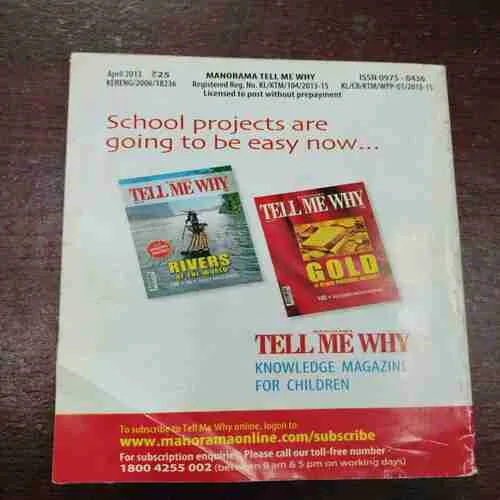 April 2013 ₹25 MANORAMA TELL ME WHY ISSN 0975 - 0436
KERENG/2006/18236 Registered Reg. No. KL/KTM/104/2013-15 KL/CR/KTM/WPP-01/2013-15
Licensed to post without prepayment
School projects are
going to be easy now...
TELL ME WHY
RIVERS
OF THE WORLD
TELL ME WHY
GOLD
TELL ME WHY
KNOWLEDGE MAGAZINE
FOR CHILDREN
To subscribe to Tell Me Why online, logon to
www.manoramaonline.com/subscribe
For subscription enquiries, Please call our toll-free number -
1800 4255 002 (between 9 am & 5 pm on working days)